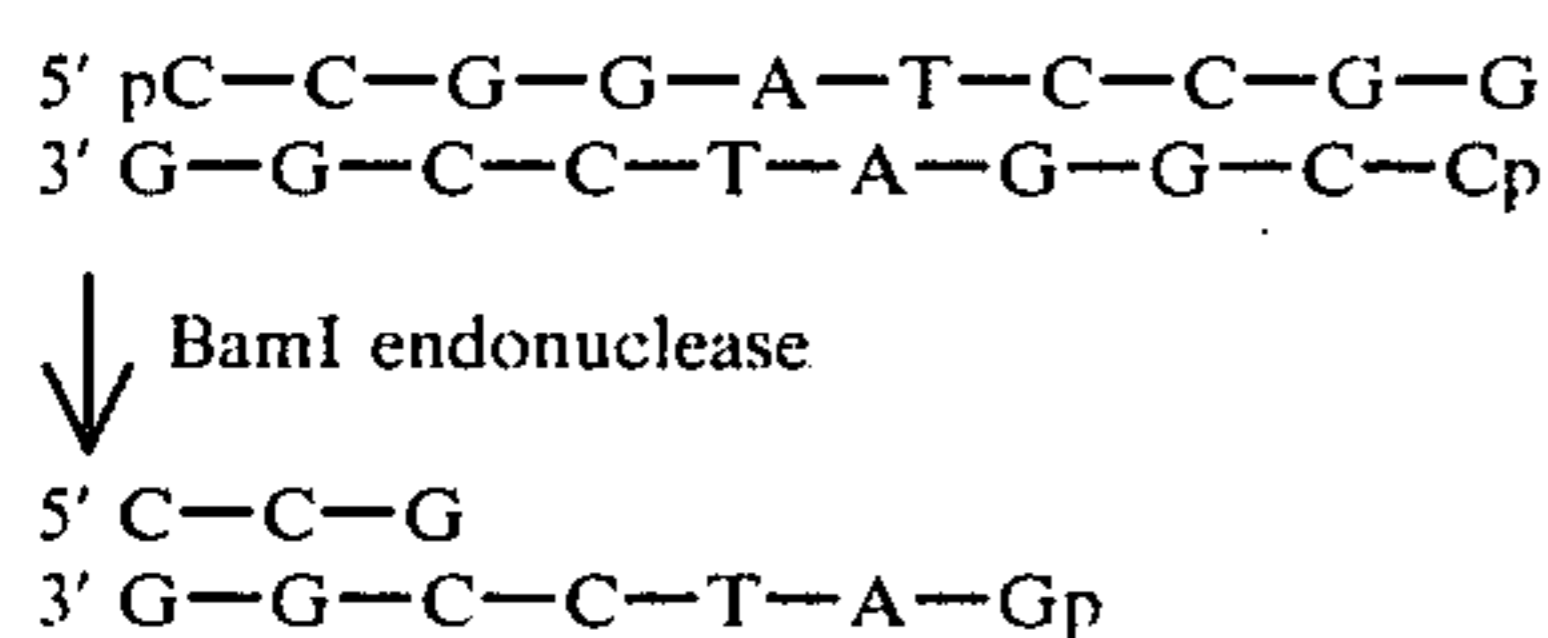 5′ pC—C—G—G—A—T—C—C—G—G
3′ G—G—C—C—T—A—G—G—C—Cp
BamI endonuclease
5′ C—C—G
3′ G—G—C—C—T—A—Gp